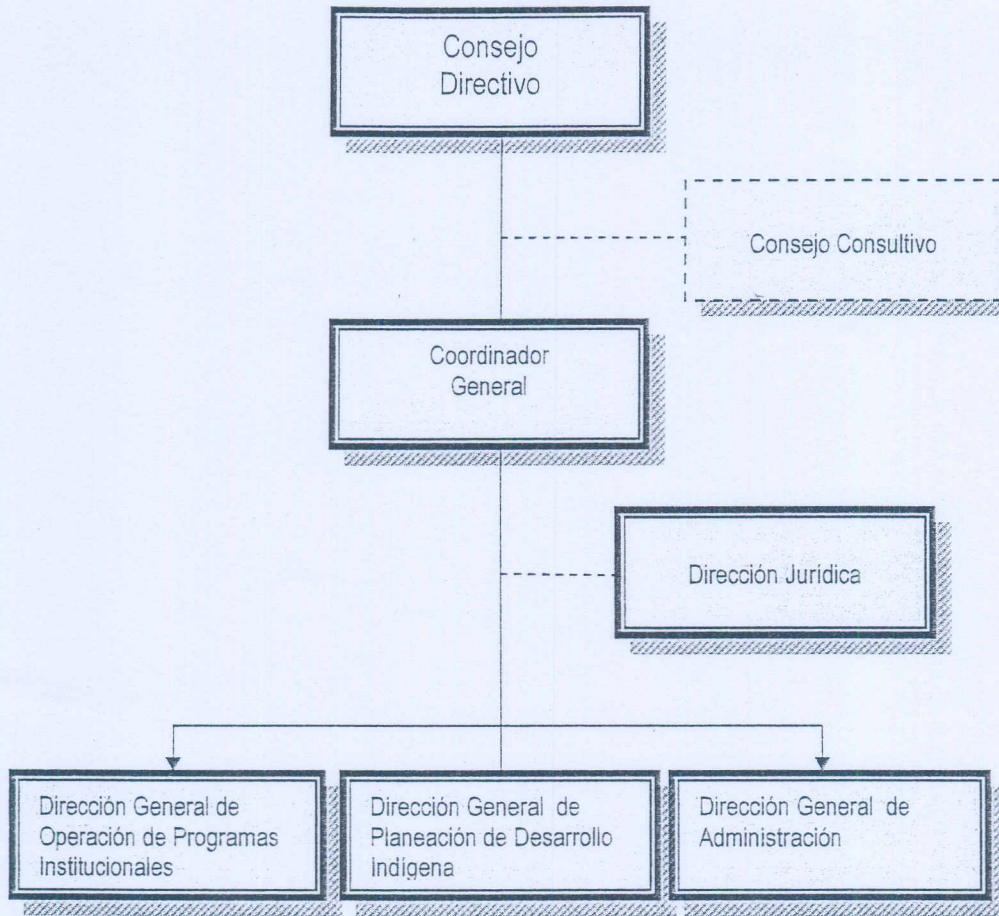 Consejo
Directivo
Consejo Consultivo
Coordinador
General
Dirección Jurídica
Dirección General de
Operación de Programas
Institucionales
Dirección General de
Planeación de Desarrollo
Indígena
Dirección General de
Administración